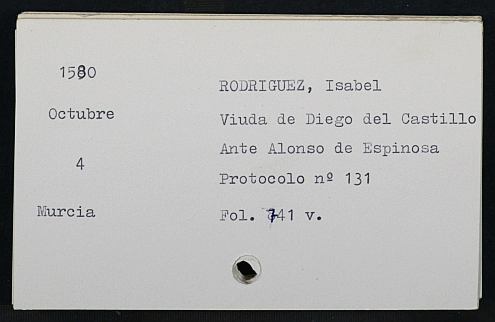 1580
RODRIGUEZ, Isabel
Octubre
Viuda de Diego del Castillo
Ante Alonso de Espinosa
4
Protocolo nº 131
Murcia
Fol. 741 v.